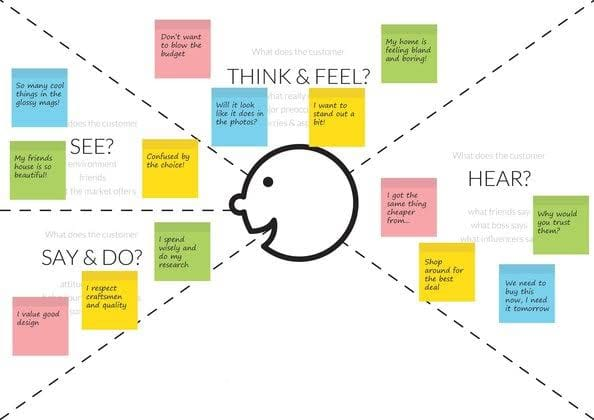 Don't want
to blow the
budget
What does the customer
THINK & FEEL?
what really
Will it look
like it does in
the photos?
I want to
stand out a
bit!
My home is
feeling bland
and boring!
So many cool
things in the
glossy mags!
does the customer
SEE?
environment
friends
the market offers
My friends
house is so
beautiful!
Confused by
the choice!
What does the customer
HEAR?
what friends say
what boss says
what influencers say
I got the
same thing
cheaper
from...
Why would
you trust
them?
Shop
around for
the best
deal
We need to
buy this
now, I need
it tomorrow
What does the customer
SAY & DO?
I spend
wisely and
do my
research
I respect
craftsmen
and quality
I value good
design